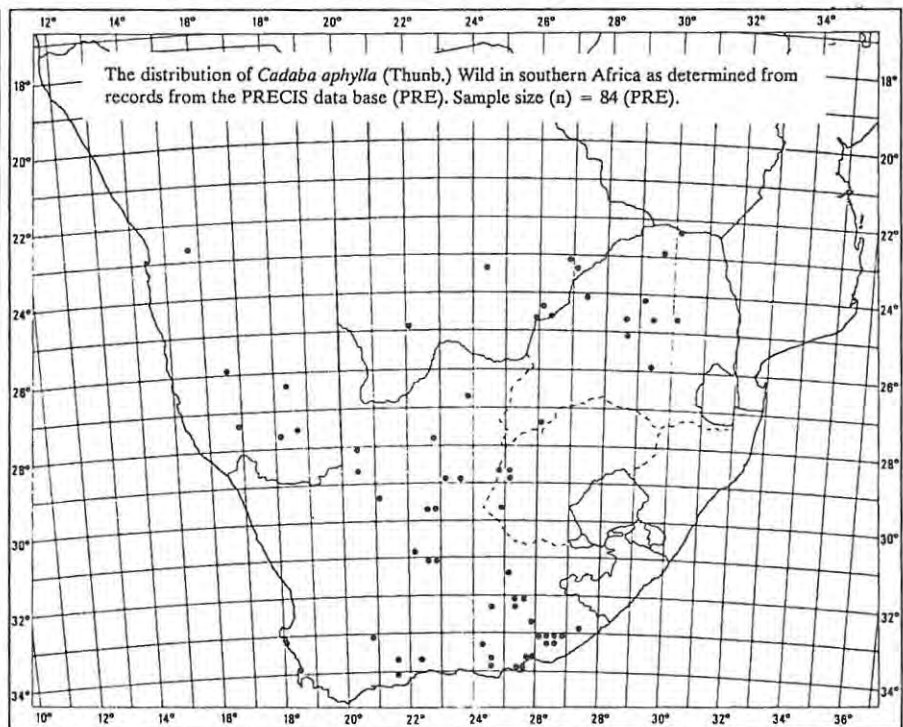 10° 12° 14° 16° 18° 20° 22° 24° 26° 28° 30° 32° 34°
The distribution of Cadaba aphylla (Thunb.) Wild in southern Africa as determined from
records from the PRECIS data base (PRE). Sample size (n) = 84 (PRE).
18° 18°
20° 20°
22° 22°
24° 24°
26° 26°
28° 28°
30° 30°
32° 32°
34° 34°
10° 12° 14° 16° 18° 20° 22° 24° 26° 28° 30° 32° 34° 36°